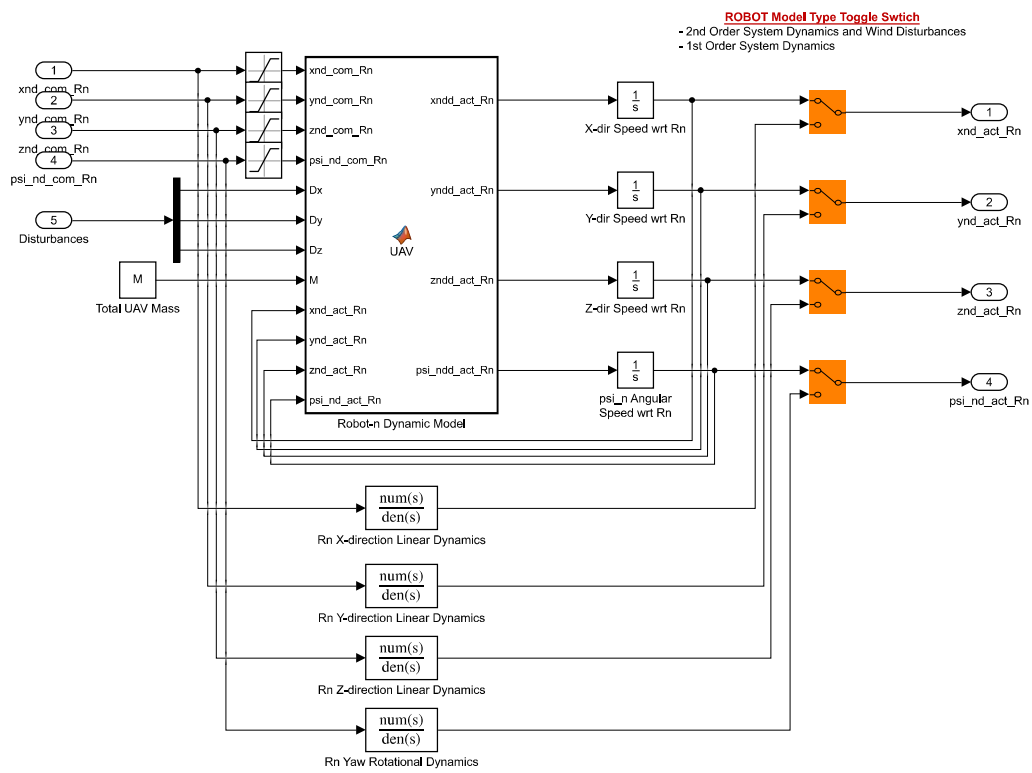 ROBOT Model Type Toggle Swtich
- 2nd Order System Dynamics and Wind Disturbances
- 1st Order System Dynamics
1
xnd_com_Rn
2
ynd_com_Rn
3
znd_com_Rn
4
psi_nd_com_Rn
5
Disturbances
M
Total UAV Mass
xnd_com_Rn
ynd_com_Rn
znd_com_Rn
psi_nd_com_Rn
Dx
Dy
Dz
M
xnd_act_Rn
ynd_act_Rn
znd_act_Rn
psi_nd_act_Rn
UAV
xndd_act_Rn
yndd_act_Rn
zndd_act_Rn
psi_ndd_act_Rn
Robot-n Dynamic Model
1
s
X-dir Speed wrt Rn
1
s
Y-dir Speed wrt Rn
1
s
Z-dir Speed wrt Rn
1
s
psi_n Angular
Speed wrt Rn
1
xnd_act_Rn
2
ynd_act_Rn
3
znd_act_Rn
4
psi_nd_act_Rn
num(s)
den(s)
Rn X-direction Linear Dynamics
num(s)
den(s)
Rn Y-direction Linear Dynamics
num(s)
den(s)
Rn Z-direction Linear Dynamics
num(s)
den(s)
Rn Yaw Rotational Dynamics